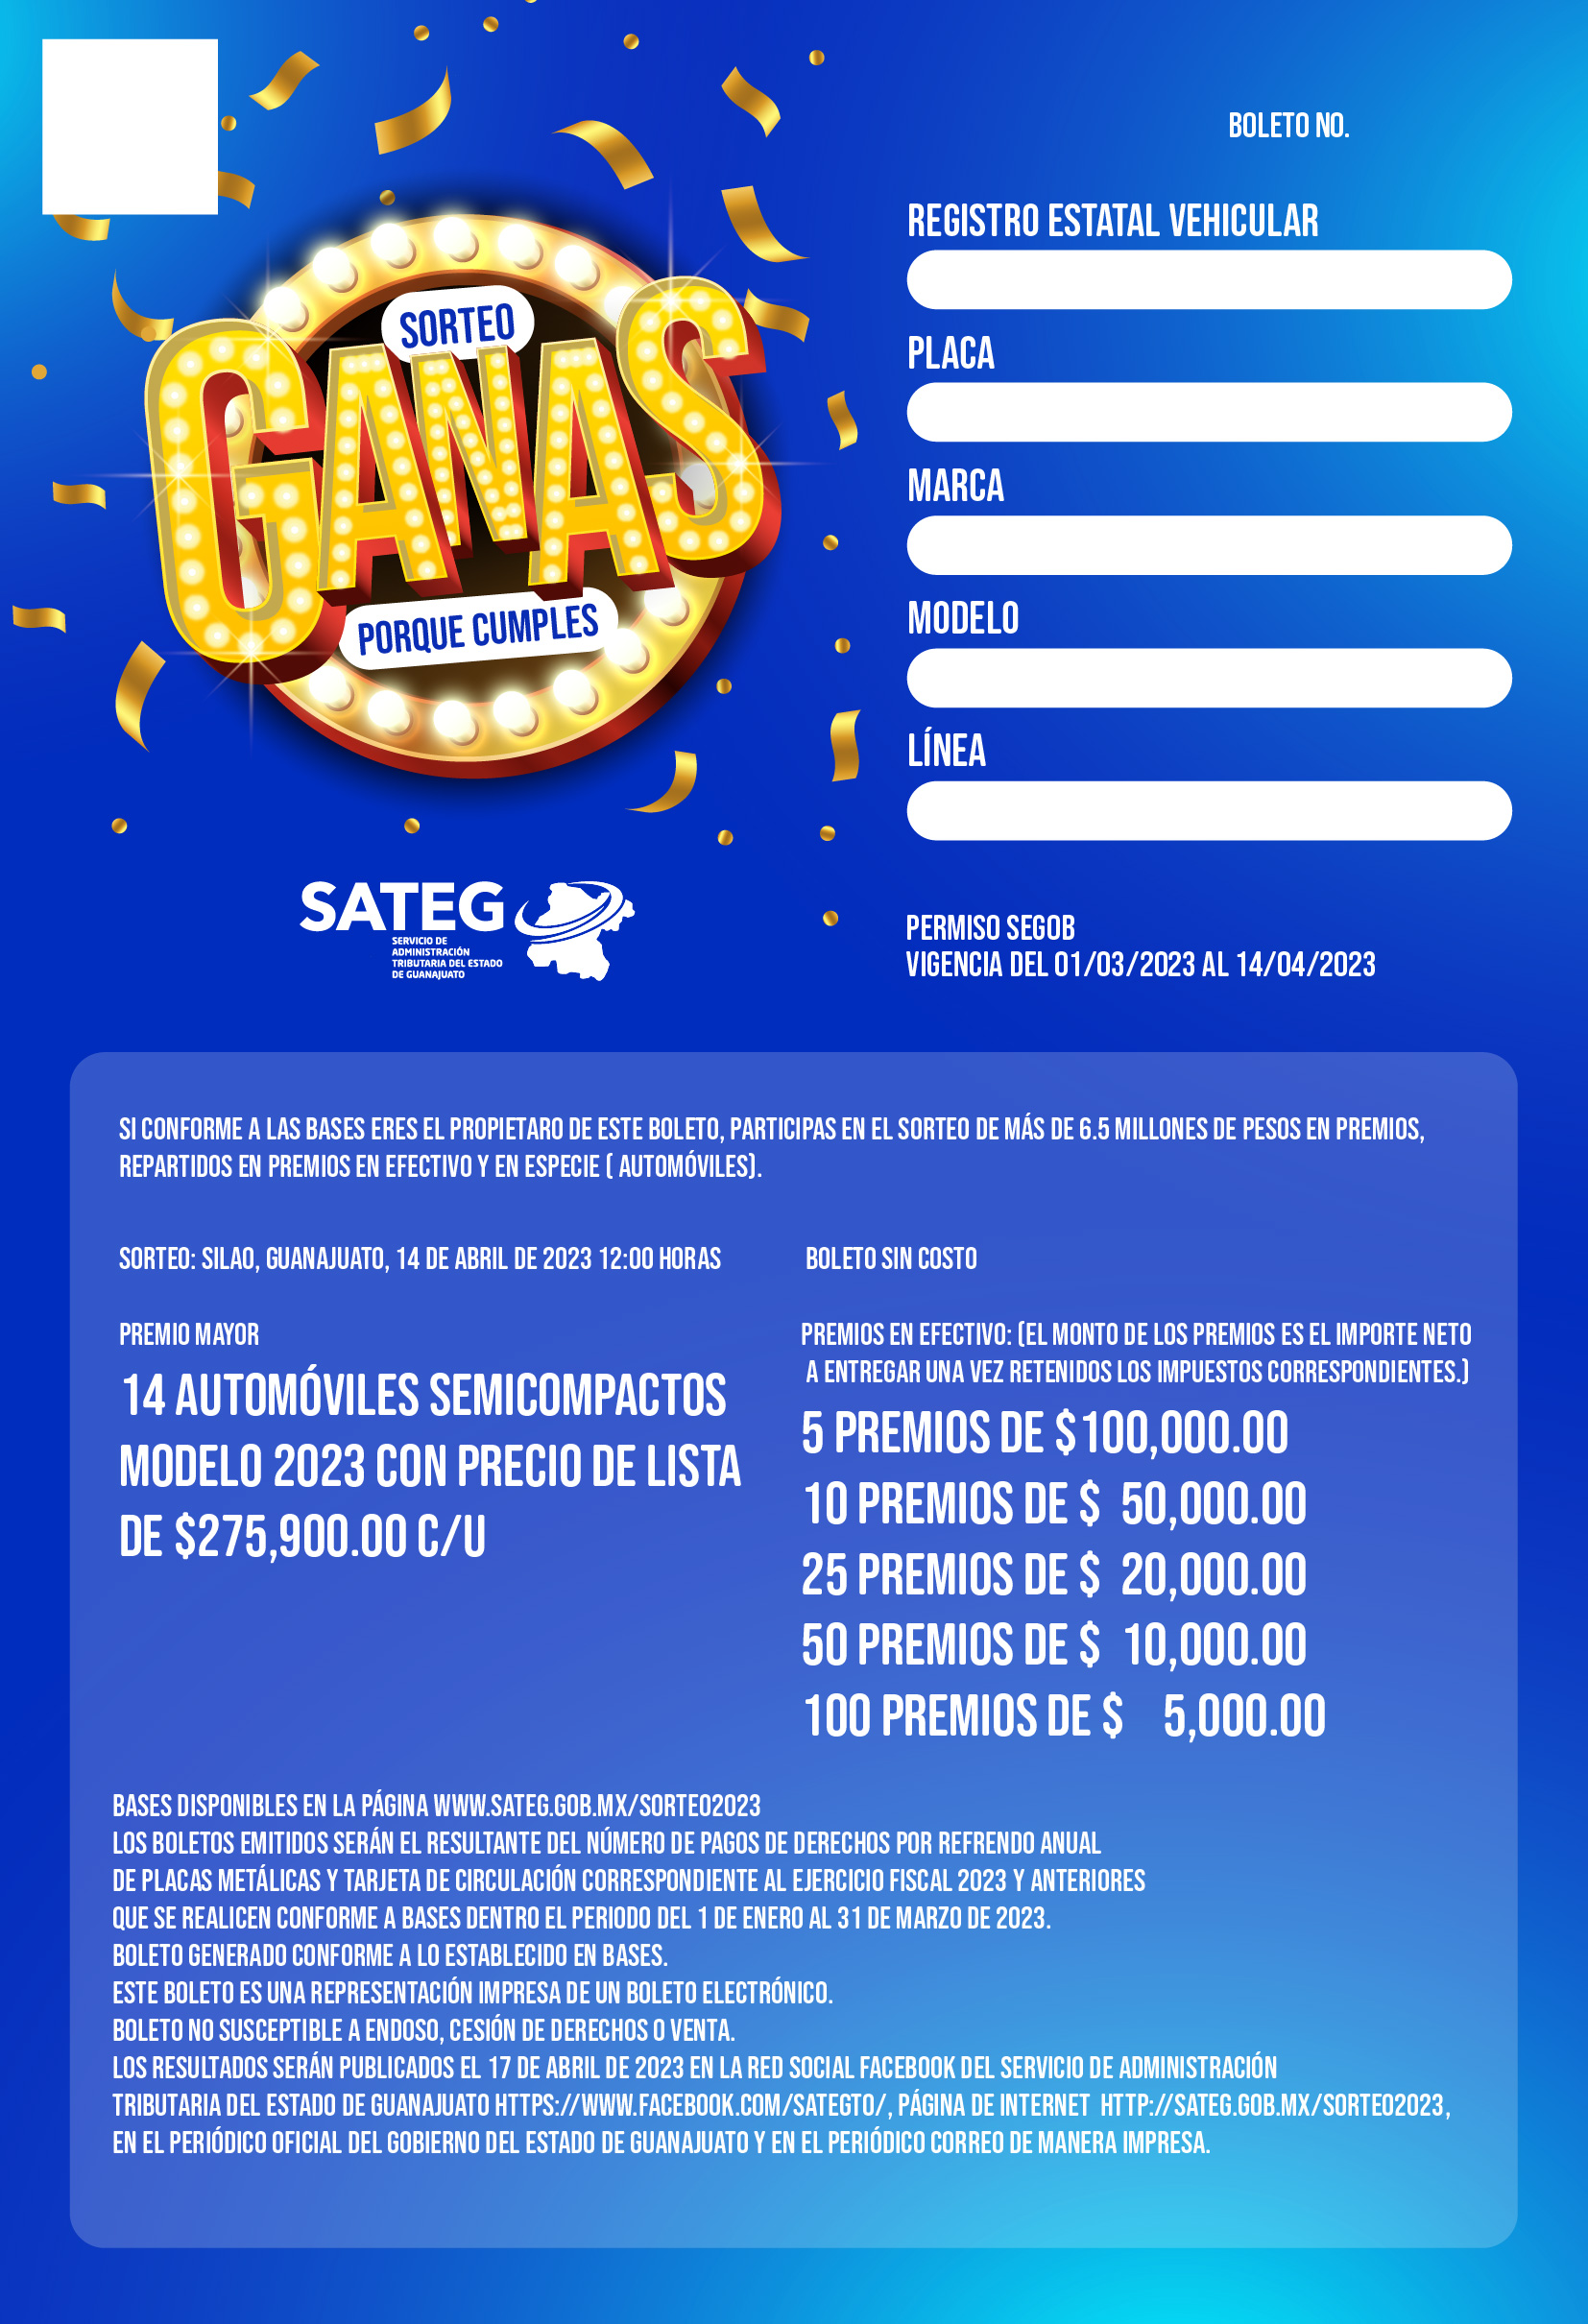 SORTEO
GANAS
PORQUE CUMPLES
SATEG
SERVICIO DE
ADMINISTRACIÓN
TRIBUTARIA DEL ESTADO
DE GUANAJUATO
BOLETO NO.
REGISTRO ESTATAL VEHICULAR
PLACA
MARCA
MODELO
LÍNEA
PERMISO SEGOB
VIGENCIA DEL 01/03/2023 AL 14/04/2023
SI CONFORME A LAS BASES ERES EL PROPIETARO DE ESTE BOLETO, PARTICIPAS EN EL SORTEO DE MÁS DE 6.5 MILLONES DE PESOS EN PREMIOS,
REPARTIDOS EN PREMIOS EN EFECTIVO Y EN ESPECIE ( AUTOMÓVILES).
SORTEO: SILAO, GUANAJUATO, 14 DE ABRIL DE 2023 12:00 HORAS
BOLETO SIN COSTO
PREMIO MAYOR
14 AUTOMÓVILES SEMICOMPACTOS
MODELO 2023 CON PRECIO DE LISTA
DE $275,900.00 C/U
PREMIOS EN EFECTIVO: (EL MONTO DE LOS PREMIOS ES EL IMPORTE NETO
A ENTREGAR UNA VEZ RETENIDOS LOS IMPUESTOS CORRESPONDIENTES.)
5 PREMIOS DE $100,000.00
10 PREMIOS DE $ 50,000.00
25 PREMIOS DE $ 20,000.00
50 PREMIOS DE $ 10,000.00
100 PREMIOS DE $ 5,000.00
BASES DISPONIBLES EN LA PÁGINA WWW.SATEG.GOB.MX/SORTEO2023
LOS BOLETOS EMITIDOS SERÁN EL RESULTANTE DEL NÚMERO DE PAGOS DE DERECHOS POR REFRENDO ANUAL
DE PLACAS METÁLICAS Y TARJETA DE CIRCULACIÓN CORRESPONDIENTE AL EJERCICIO FISCAL 2023 Y ANTERIORES
QUE SE REALICEN CONFORME A BASES DENTRO EL PERIODO DEL 1 DE ENERO AL 31 DE MARZO DE 2023.
BOLETO GENERADO CONFORME A LO ESTABLECIDO EN BASES.
ESTE BOLETO ES UNA REPRESENTACIÓN IMPRESA DE UN BOLETO ELECTRÓNICO.
BOLETO NO SUSCEPTIBLE A ENDOSO, CESIÓN DE DERECHOS O VENTA.
LOS RESULTADOS SERÁN PUBLICADOS EL 17 DE ABRIL DE 2023 EN LA RED SOCIAL FACEBOOK DEL SERVICIO DE ADMINISTRACIÓN
TRIBUTARIA DEL ESTADO DE GUANAJUATO HTTPS://WWW.FACEBOOK.COM/SATEGTO/, PÁGINA DE INTERNET HTTP://SATEG.GOB.MX/SORTEO2023,
EN EL PERIÓDICO OFICIAL DEL GOBIERNO DEL ESTADO DE GUANAJUATO Y EN EL PERIÓDICO CORREO DE MANERA IMPRESA.